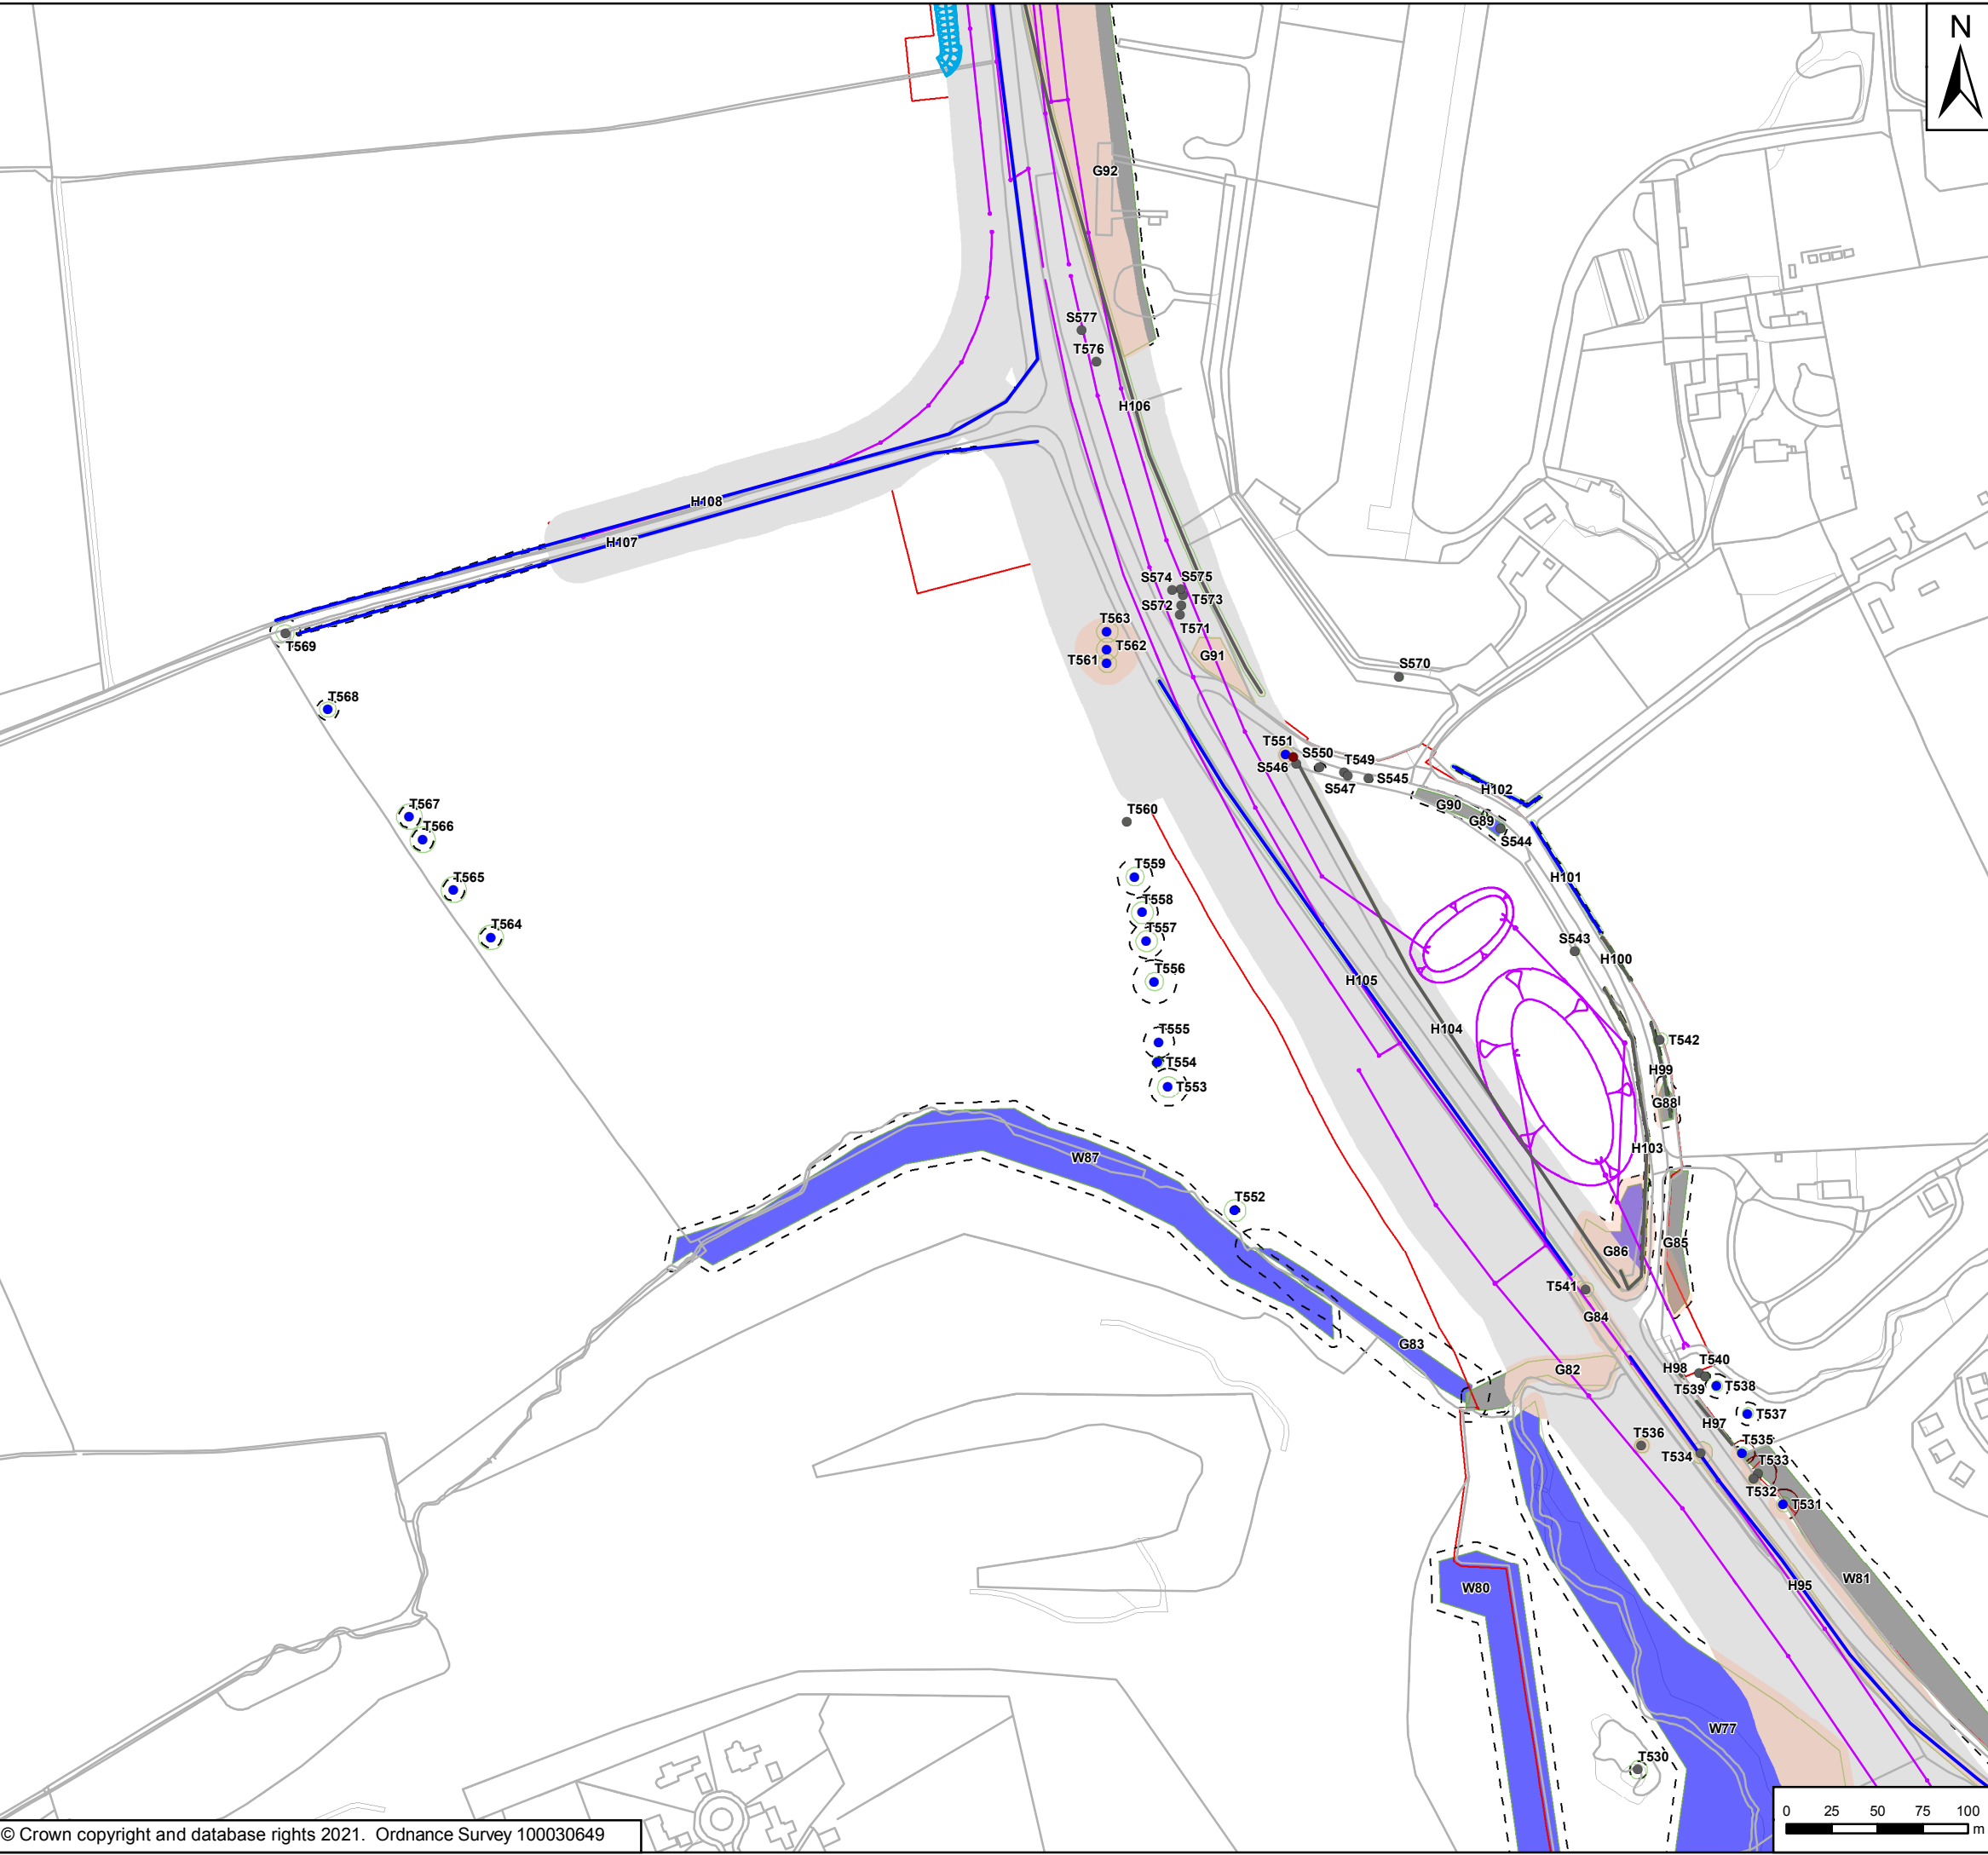 N
G92
S577
T576
H106
H108
H107
S574
S575
T573
S572
T571
T563
T562
T561
G91
T569
S570
T568
T551
S550
T549
S546
S545
S547
H102
G90
G89
S544
T567
T560
T566
T559
H101
T565
T558
T557
T564
S543
H100
T556
H105
H104
T555
T542
T554
H99
T553
G88
H103
W87
T552
G85
G86
T541
G84
G83
T540
H98
G82
T539
T538
T537
H97
T536
T535
T534
T533
T532
T531
W80
H95
W81
W77
T530
0 25 50 75 100
m
© Crown copyright and database rights 2021. Ordnance Survey 100030649